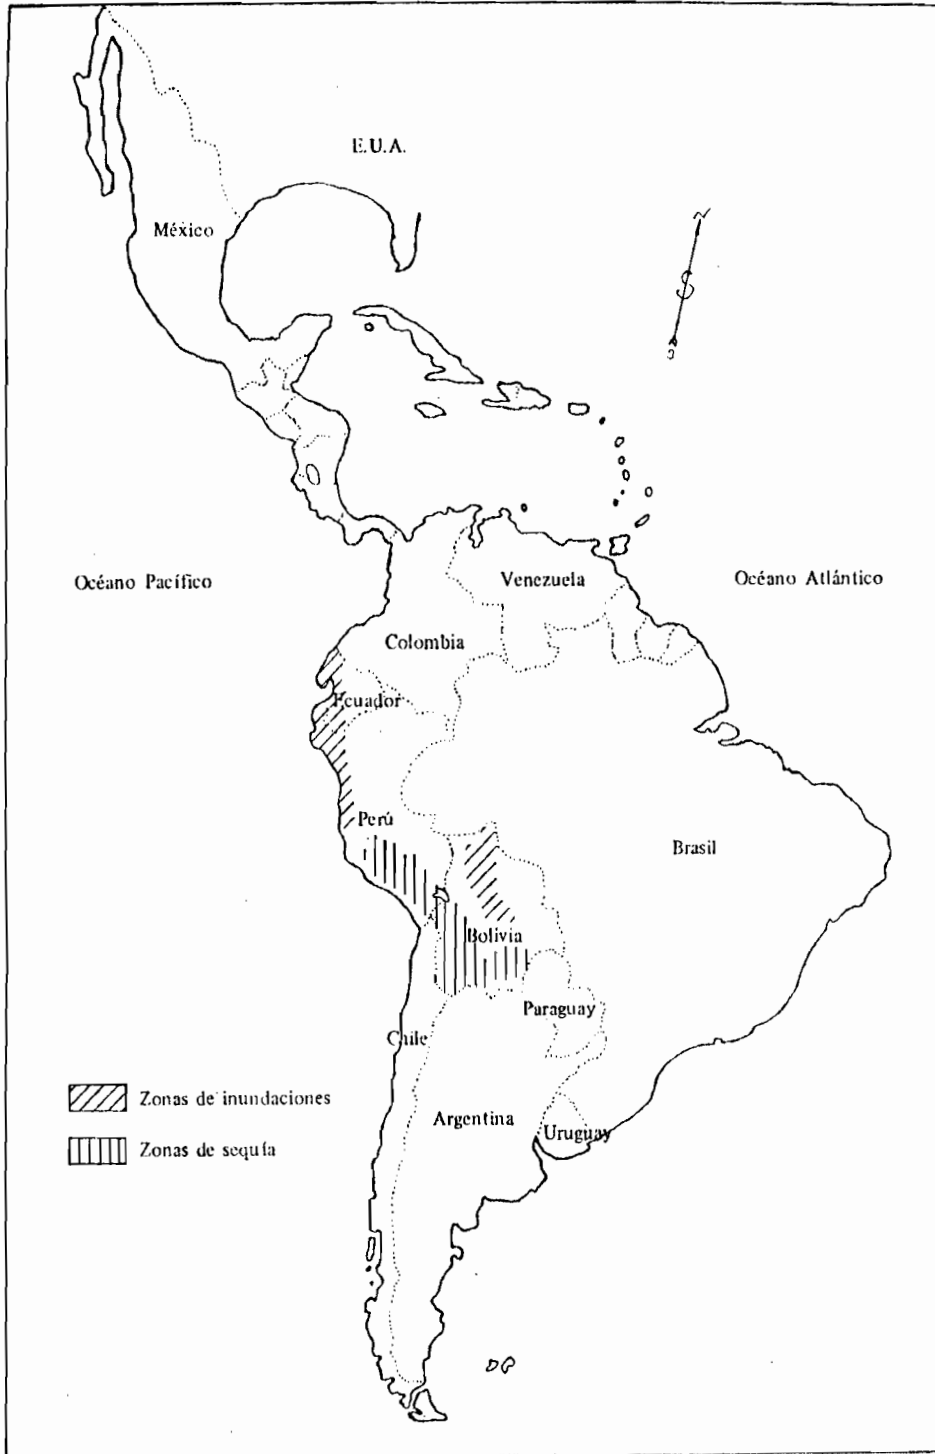 E.U.A.
México
N
S
Océano Pacífico
Venezuela
Océano Atlántico
Colombia
Ecuador
Perú
Brasil
Bolivia
Paraguay
Chile
Zonas de inundaciones
Argentina
Uruguay
Zonas de sequía